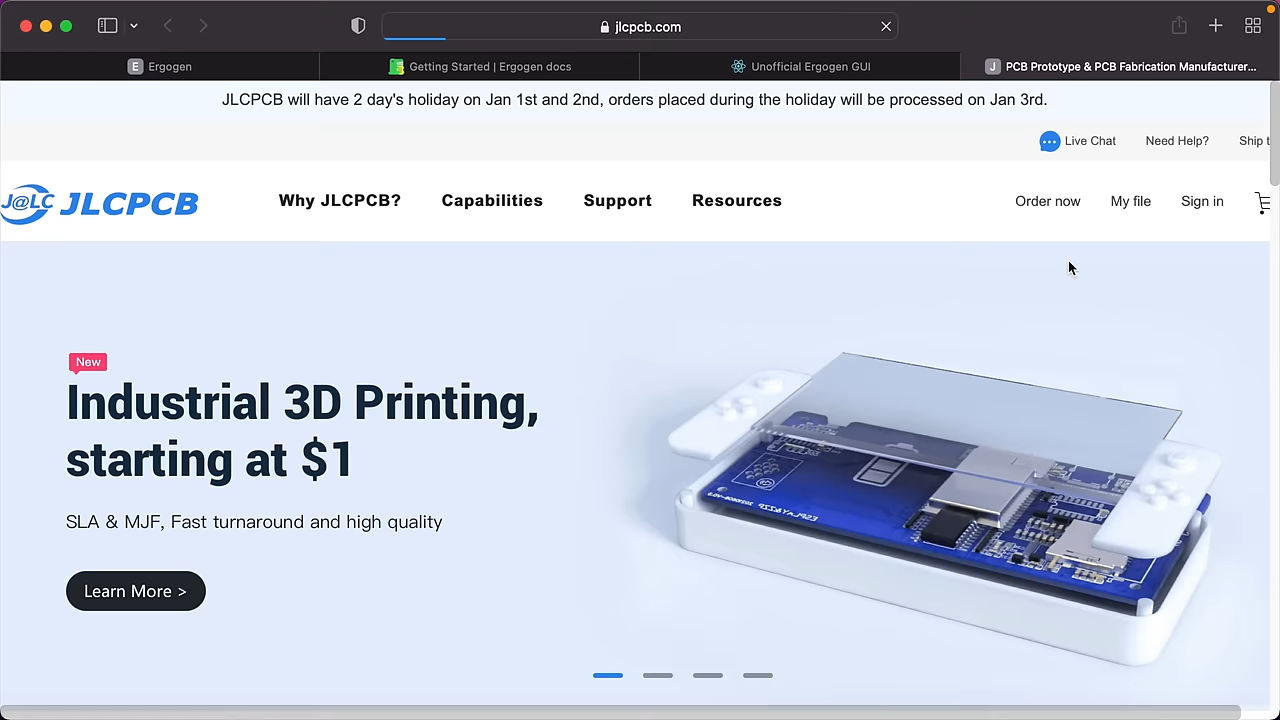 jlcpcb.com
E Ergogen
Getting Started | Ergogen docs
Unofficial Ergogen GUI
J PCB Prototype & PCB Fabrication Manufacturer...
JLCPCB will have 2 day's holiday on Jan 1st and 2nd, orders placed during the holiday will be processed on Jan 3rd.
Live Chat
Need Help?
Ship t
J@LC JLCPCB
Why JLCPCB?
Capabilities
Support
Resources
Order now
My file
Sign in
New
Industrial 3D Printing,
starting at $1
SLA & MJF, Fast turnaround and high quality
Learn More >